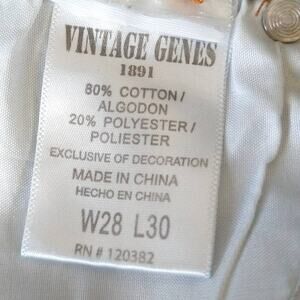 VINTAGE GENES
1891
80% COTTON/
ALGODON
20% POLYESTER/
POLIESTER
EXCLUSIVE OF DECORATION
MADE IN CHINA
HECHO EN CHINA
W28 L30
RN# 120382